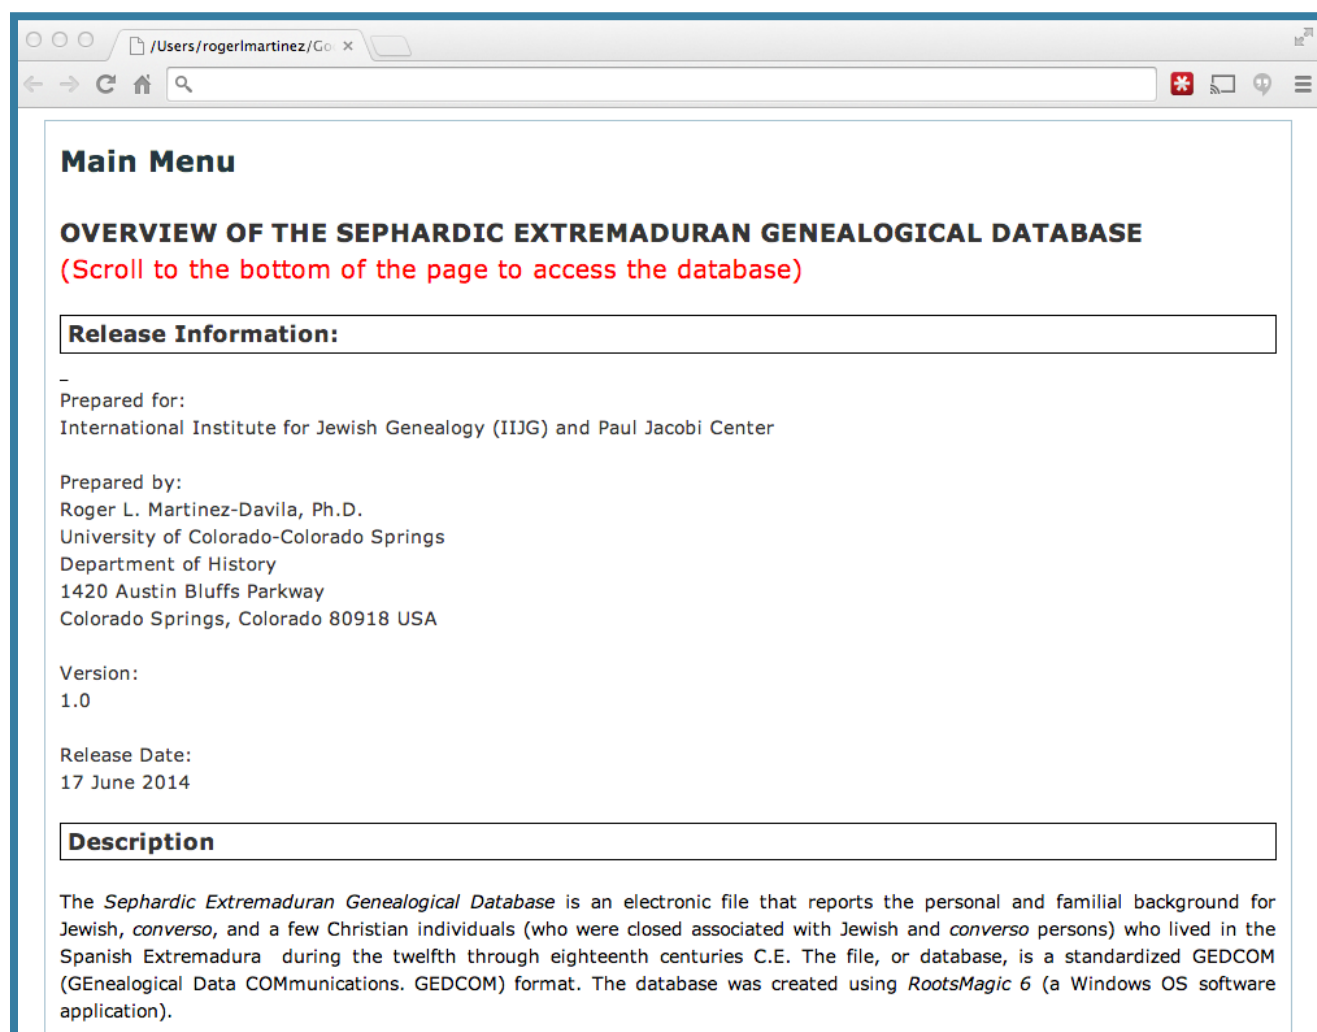 /Users/rogerlmartinez/Go
Main Menu
OVERVIEW OF THE SEPHARDIC EXTREMADURAN GENEALOGICAL DATABASE
(Scroll to the bottom of the page to access the database)
Release Information:
_
Prepared for:
International Institute for Jewish Genealogy (IIJG) and Paul Jacobi Center
Prepared by:
Roger L. Martinez-Davila, Ph.D.
University of Colorado-Colorado Springs
Department of History
1420 Austin Bluffs Parkway
Colorado Springs, Colorado 80918 USA
Version:
1.0
Release Date:
17 June 2014
Description
The Sephardic Extremaduran Genealogical Database is an electronic file that reports the personal and familial background for
Jewish, converso, and a few Christian individuals (who were closed associated with Jewish and converso persons) who lived in the
Spanish Extremadura during the twelfth through eighteenth centuries C.E. The file, or database, is a standardized GEDCOM
(GEnealogical Data COMmunications. GEDCOM) format. The database was created using RootsMagic 6 (a Windows OS software
application).